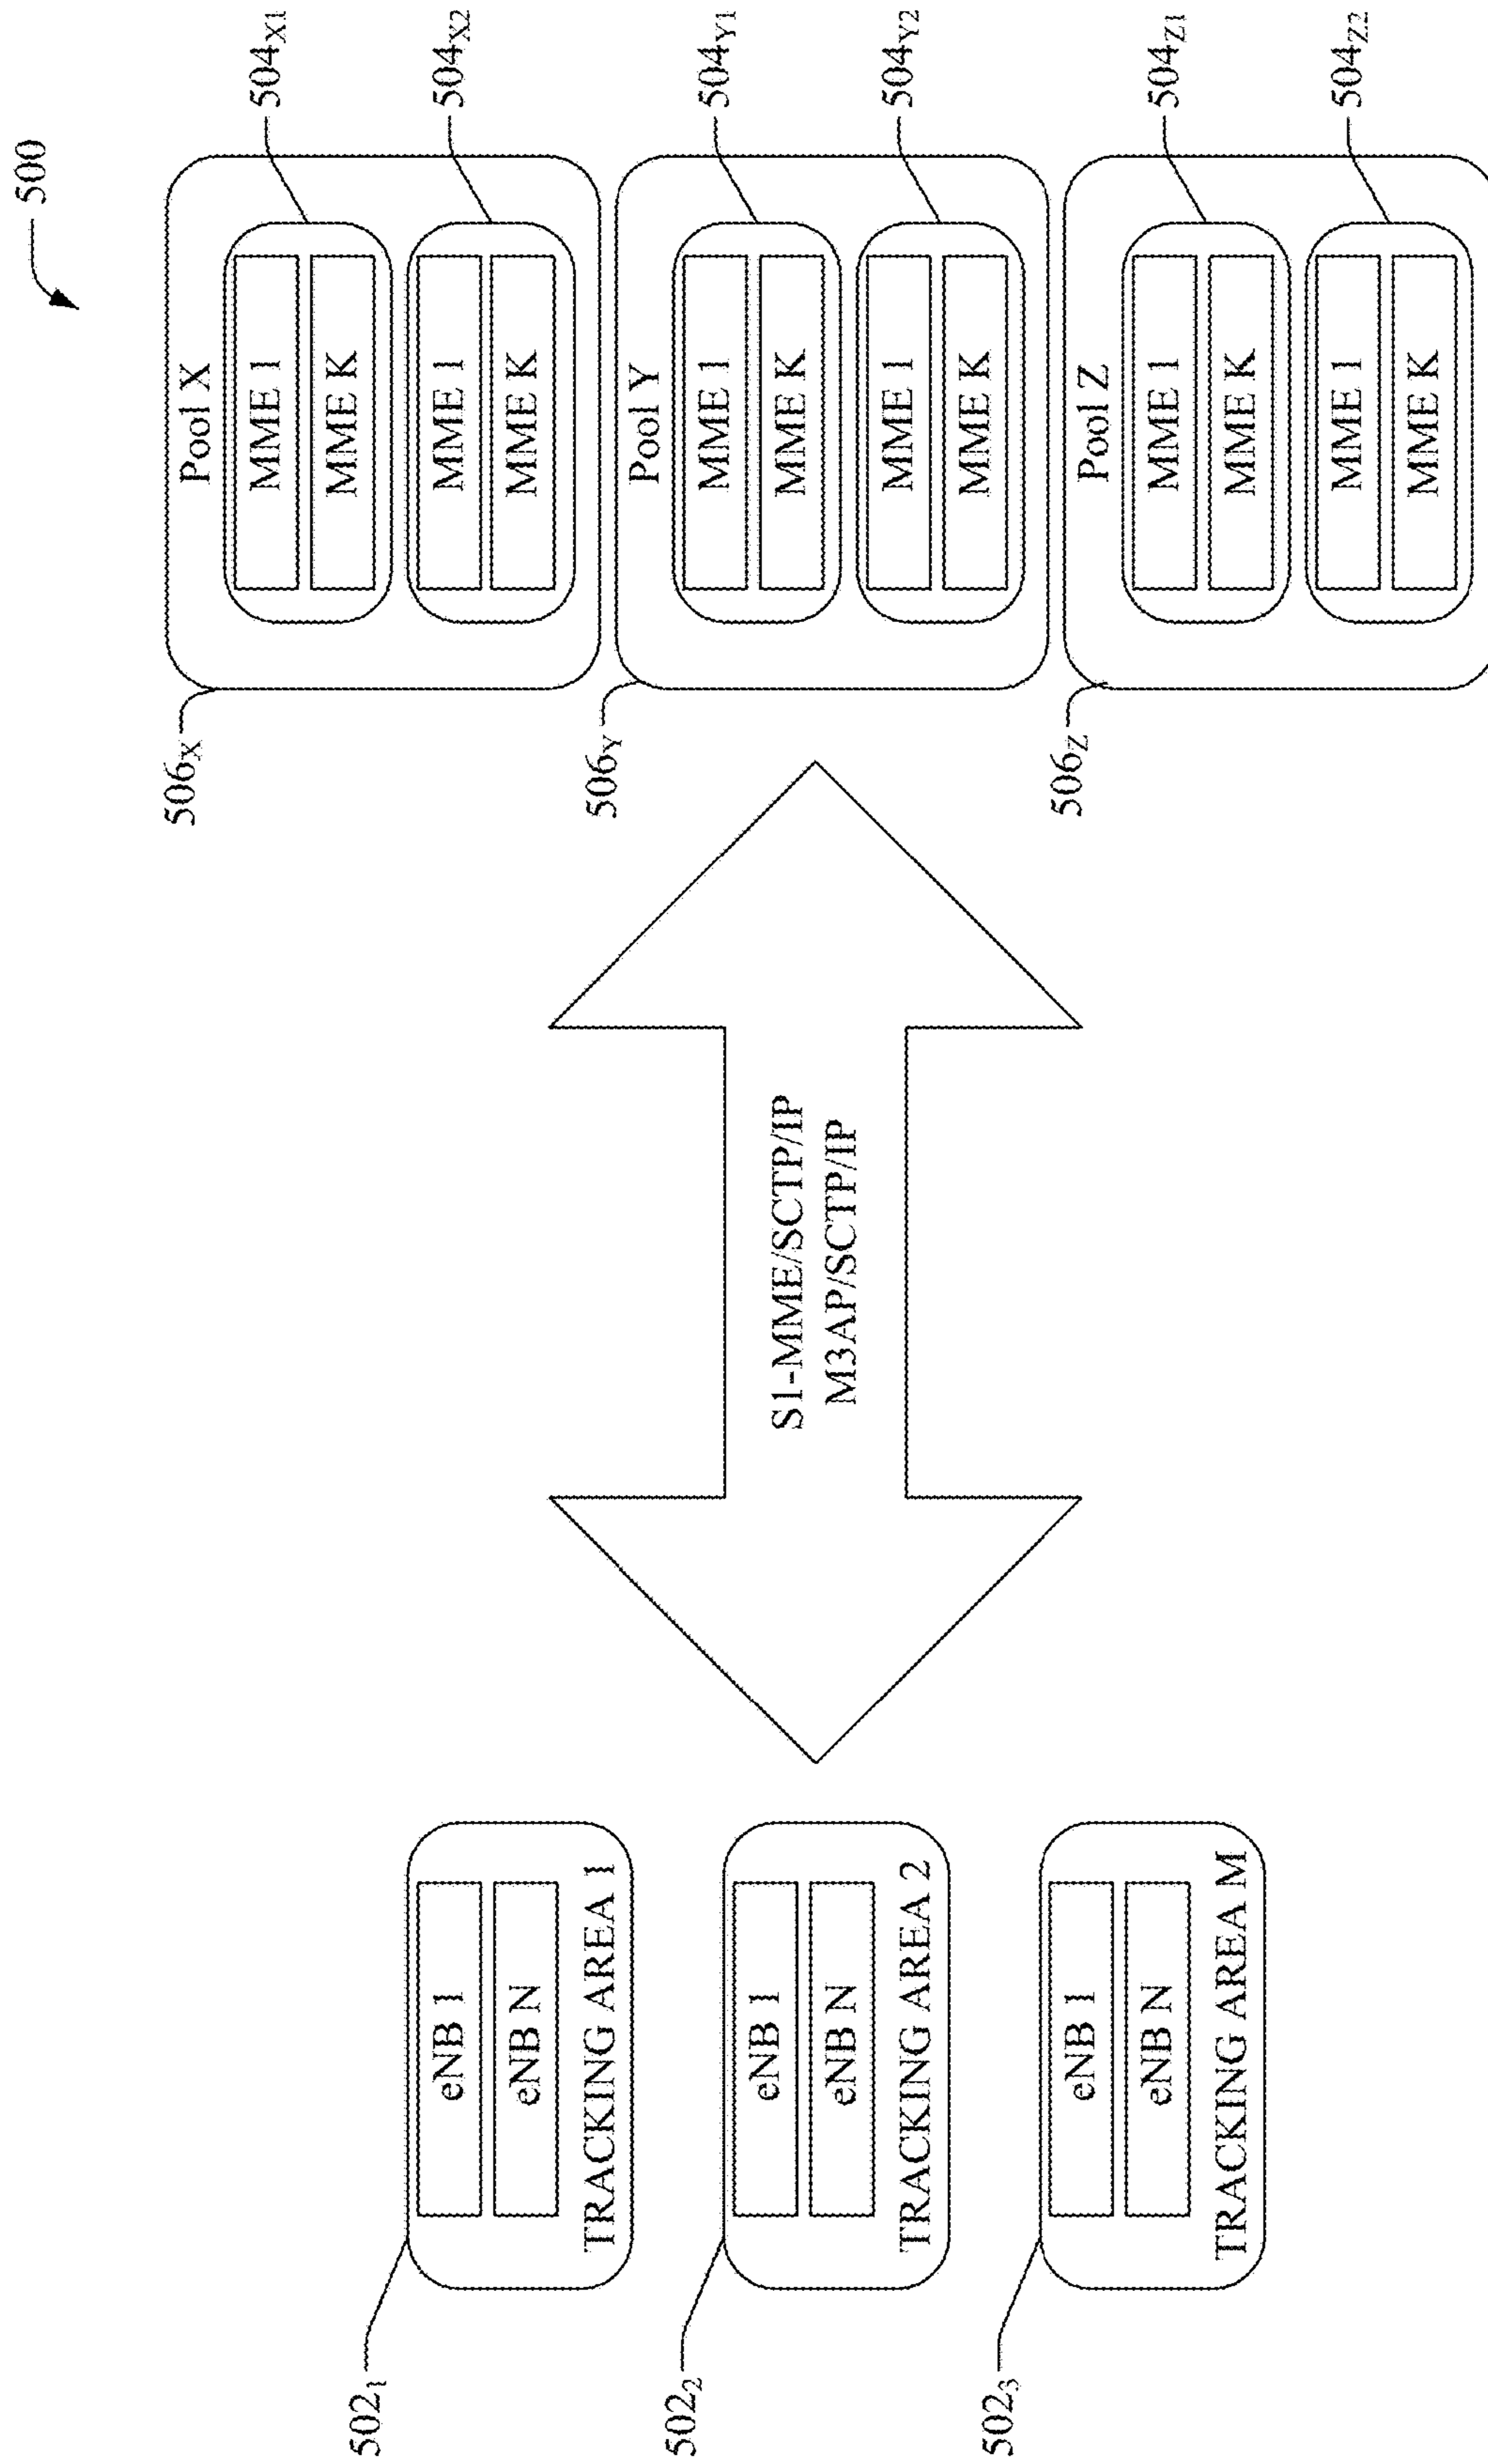 500
502₁
eNB 1
eNB N
TRACKING AREA 1
502₂
eNB 1
eNB N
TRACKING AREA 2
502₃
eNB 1
eNB N
TRACKING AREA M
S1-MME/SCTP/IP
M3AP/SCTP/IP
506X
Pool X
MME 1
MME K
504X1
MME 1
MME K
504X2
506Y
Pool Y
MME 1
MME K
504Y1
MME 1
MME K
504Y2
506Z
Pool Z
MME 1
MME K
504Z1
MME 1
MME K
504Z2